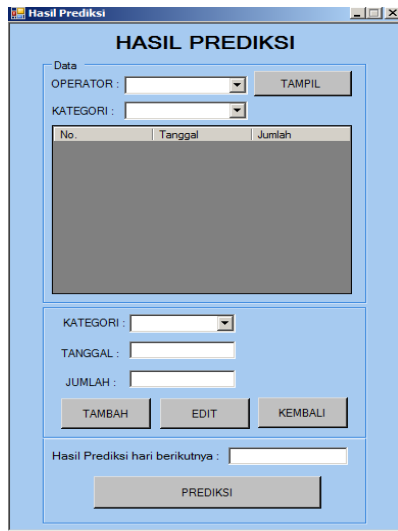 Hasil Prediksi
HASIL PREDIKSI
Data
OPERATOR : TAMPIL
KATEGORI :
No. Tanggal Jumlah
KATEGORI :
TANGGAL :
JUMLAH :
TAMBAH EDIT KEMBALI
Hasil Prediksi hari berikutnya :
PREDIKSI